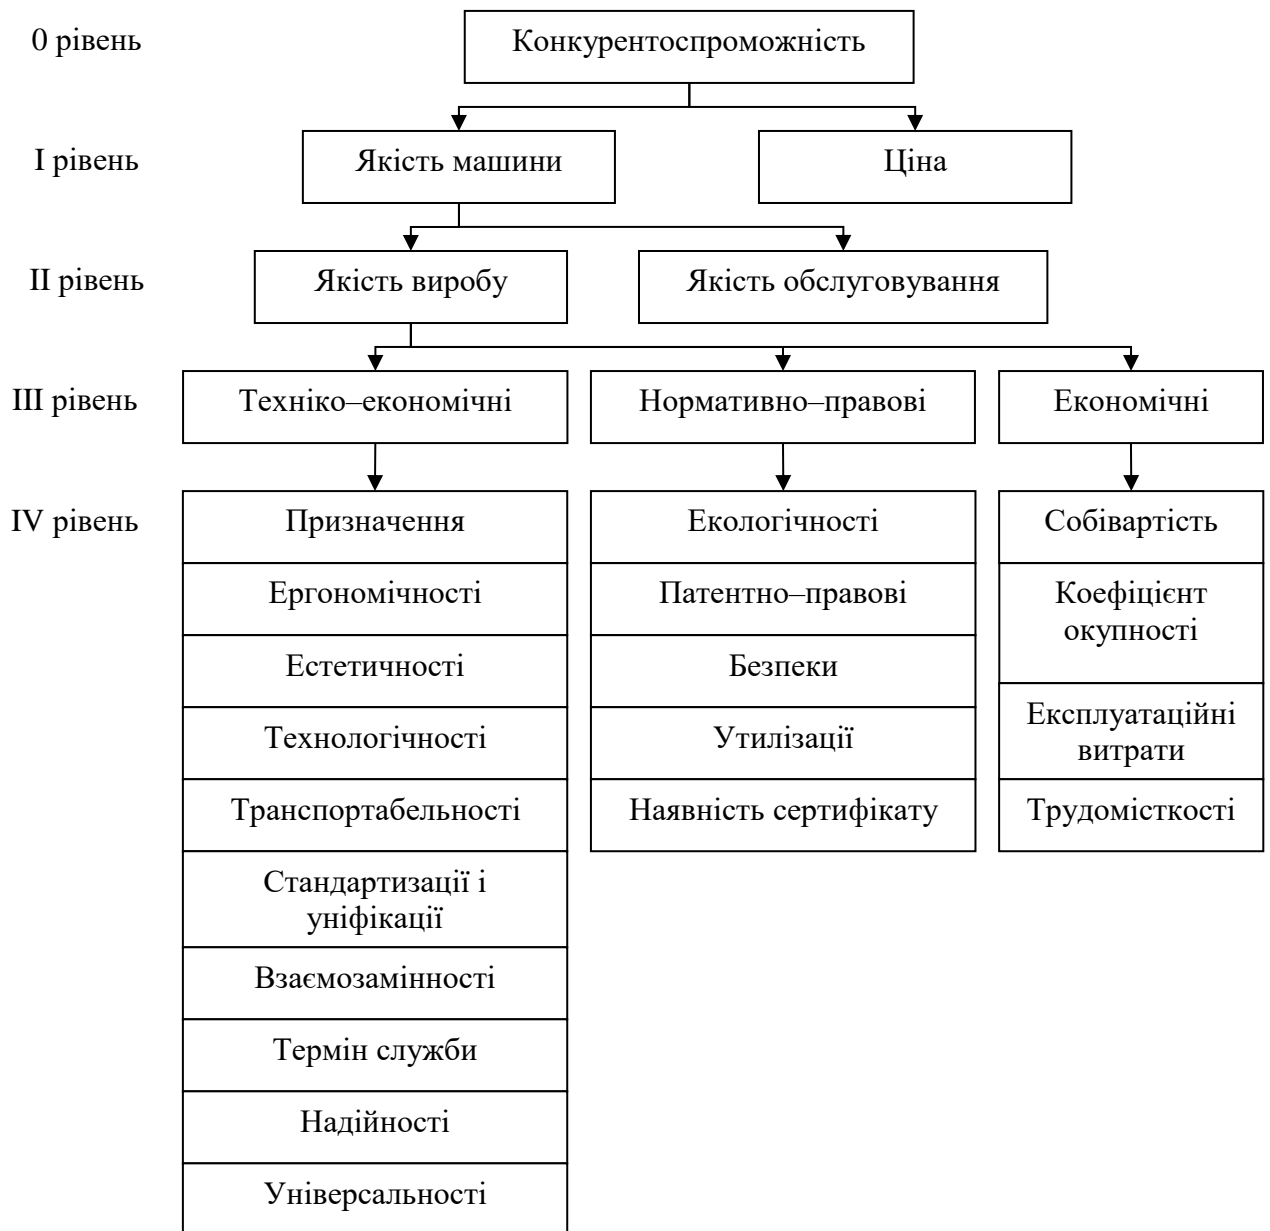 0 рівень
Конкурентоспроможність
І рівень
Якість машини
Ціна
ІІ рівень
Якість виробу
Якість обслуговування
ІІІ рівень
Техніко–економічні
Нормативно–правові
Економічні
IV рівень
Призначення
Ергономічності
Естетичності
Технологічності
Транспортабельності
Стандартизації і
уніфікації
Взаємозамінності
Термін служби
Надійності
Універсальності
Екологічності
Патентно–правові
Безпеки
Утилізації
Наявність сертифікату
Собівартість
Коефіцієнт
окупності
Експлуатаційні
витрати
Трудомісткості